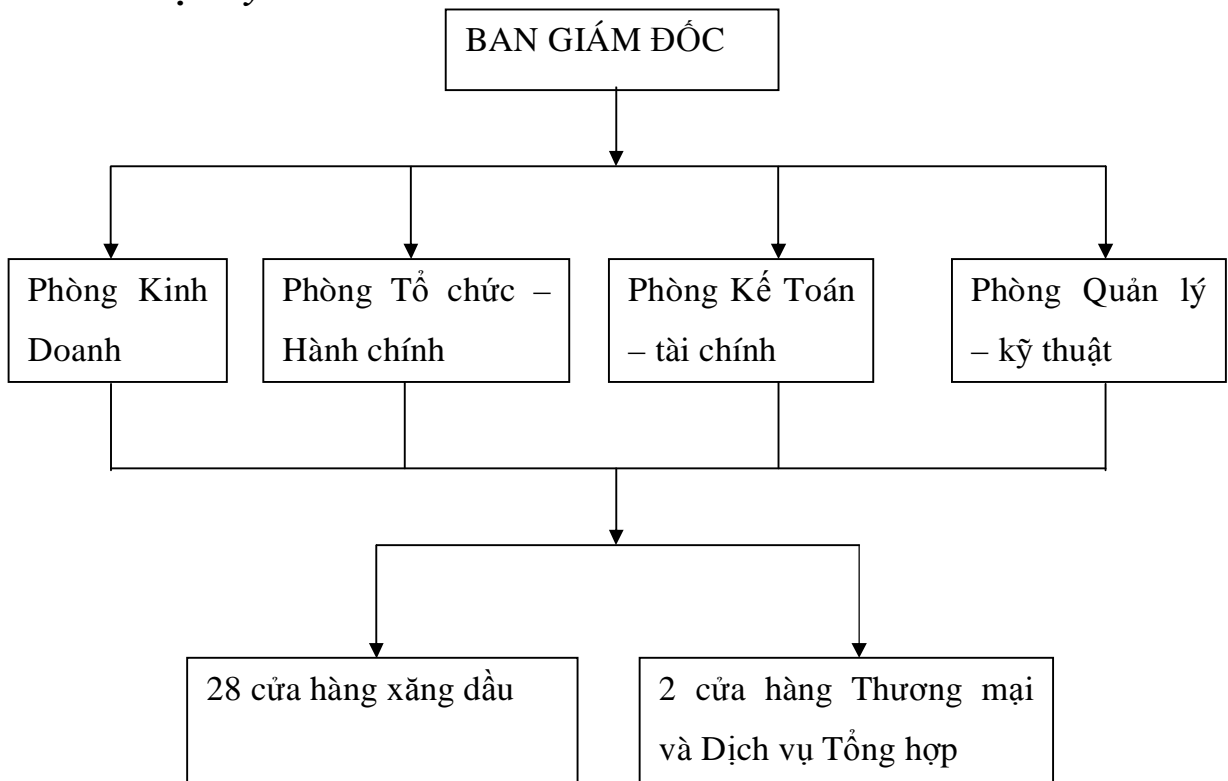 BAN GIÁM ĐỐC
Phòng Kinh
Doanh
Phòng Tổ chức –
Hành chính
Phòng Kế Toán
– tài chính
Phòng Quản lý
– kỹ thuật
28 cửa hàng xăng dầu
2 cửa hàng Thương mại
và Dịch vụ Tổng hợp